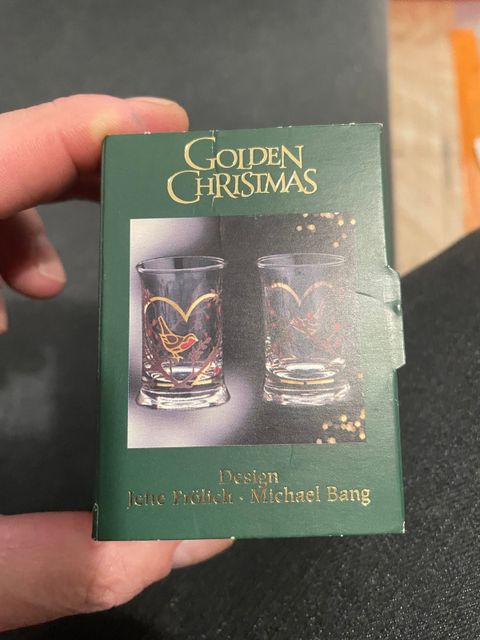 GOLDEN
CHRISTMAS
Design
Jette Frölich · Michael Bang